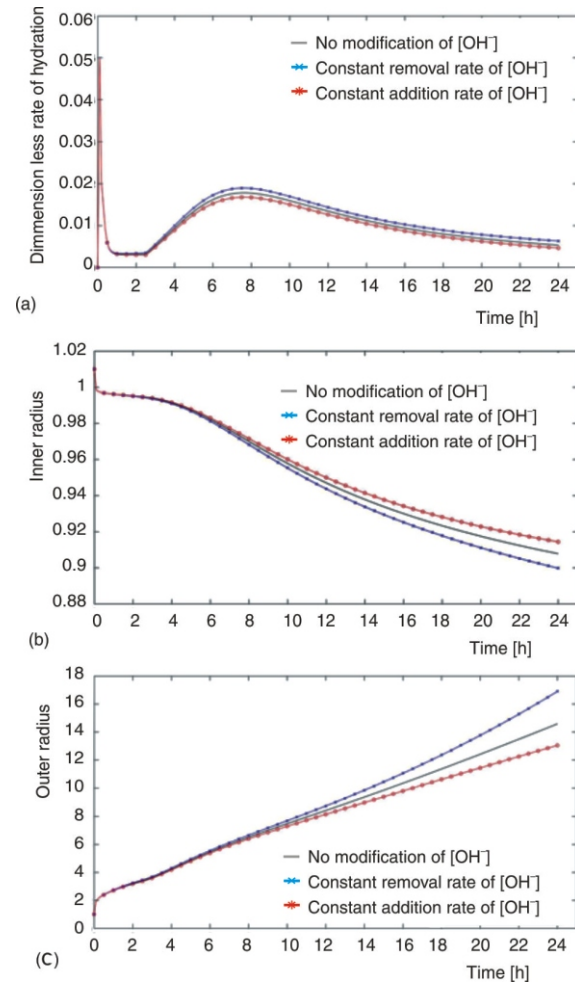 0.06
0.05
0.04
0.03
0.02
0.01
0
Dimmension less rate of hydration
No modification of [OH⁻]
Constant removal rate of [OH⁻]
Constant addition rate of [OH⁻]
0 2 4 6 8 10 12 14 16 18 20 22 24
(a)
Time [h]
1.02
1
0.98
0.96
0.94
0.92
0.9
0.88
Inner radius
No modification of [OH⁻]
Constant removal rate of [OH⁻]
Constant addition rate of [OH⁻]
0 2 4 6 8 10 12 14 16 18 20 22 24
(b)
Time [h]
18
16
14
12
10
8
6
4
2
0
Outer radius
No modification of [OH⁻]
Constant removal rate of [OH⁻]
Constant addition rate of [OH⁻]
0 2 4 6 8 10 12 14 16 18 20 22 24
(C)
Time [h]